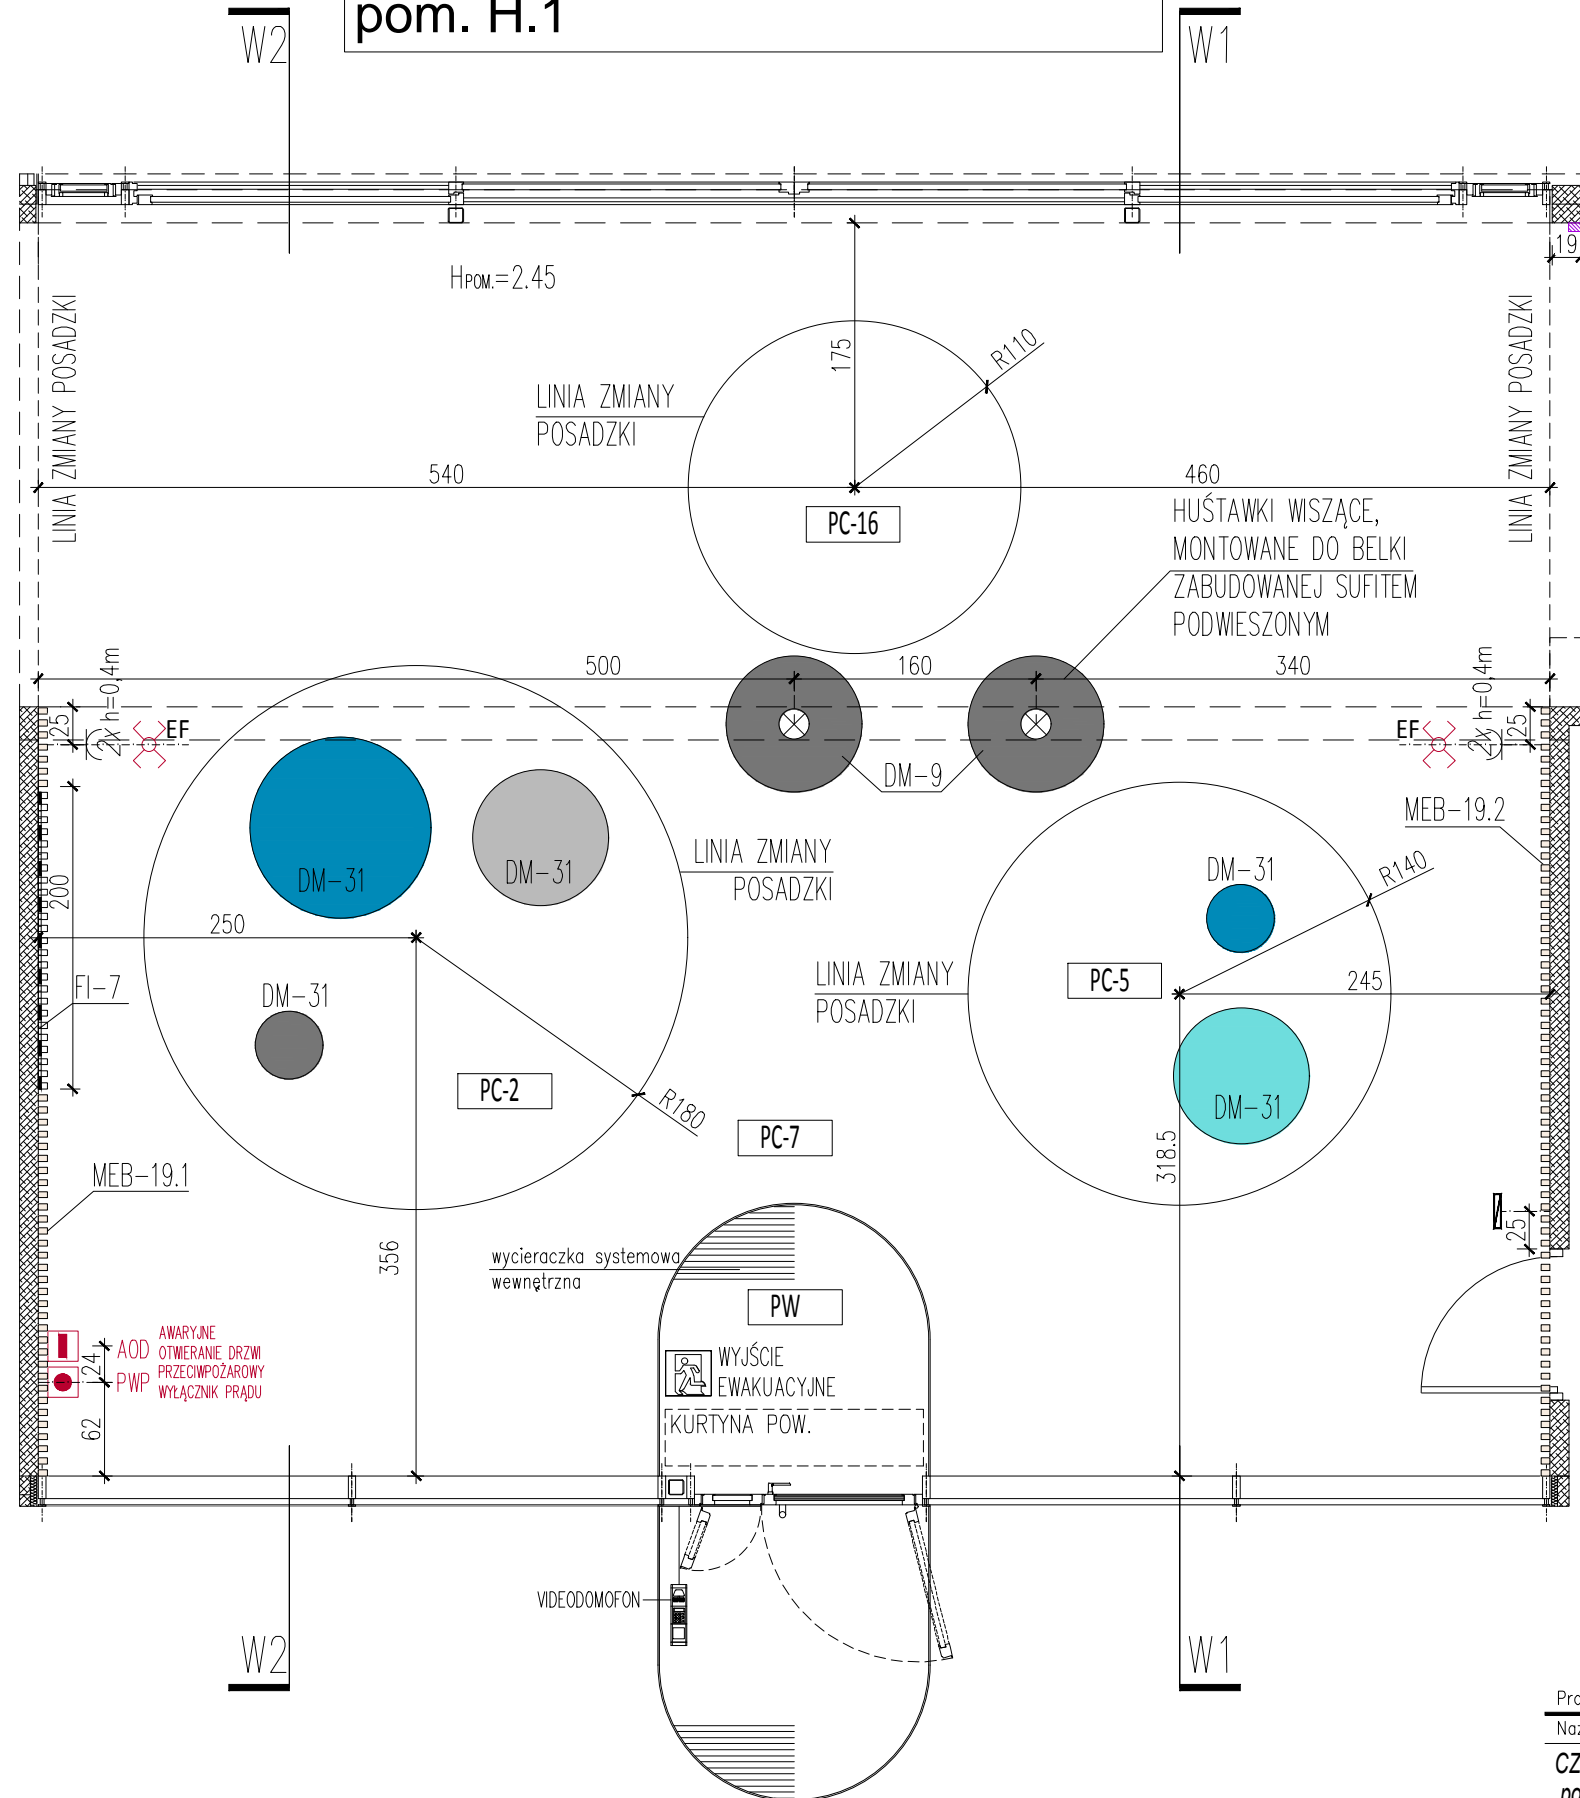 pom. H.1
W2
W1
19
HPOM.=2.45
LINIA ZMIANY POSADZKI
LINIA ZMIANY POSADZKI
175
R110
LINIA ZMIANY
POSADZKI
540
460
PC-16
HUŚTAWKI WISZĄCE,
MONTOWANE DO BELKI
ZABUDOWANEJ SUFITEM
PODWIESZONYM
500
160
340
25
2x h=0,4m
EF
EF
2x h=0,4m
25
DM-9
MEB-19.2
LINIA ZMIANY
POSADZKI
DM-31
DM-31
DM-31
R140
200
250
FI-7
DM-31
LINIA ZMIANY
POSADZKI
PC-5
245
PC-2
R180
DM-31
PC-7
318.5
MEB-19.1
25
356
wycieraczka systemowa
wewnętrzna
PW
AOD
AWARYJNE
OTWIERANIE DRZWI
PWP
PRZECIWPOŻAROWY
WYŁĄCZNIK PRĄDU
24
62
WYJŚCIE
EWAKUACYJNE
KURTYNA POW.
VIDEODOMOFON
W2
W1
Pro
Naz
CZ